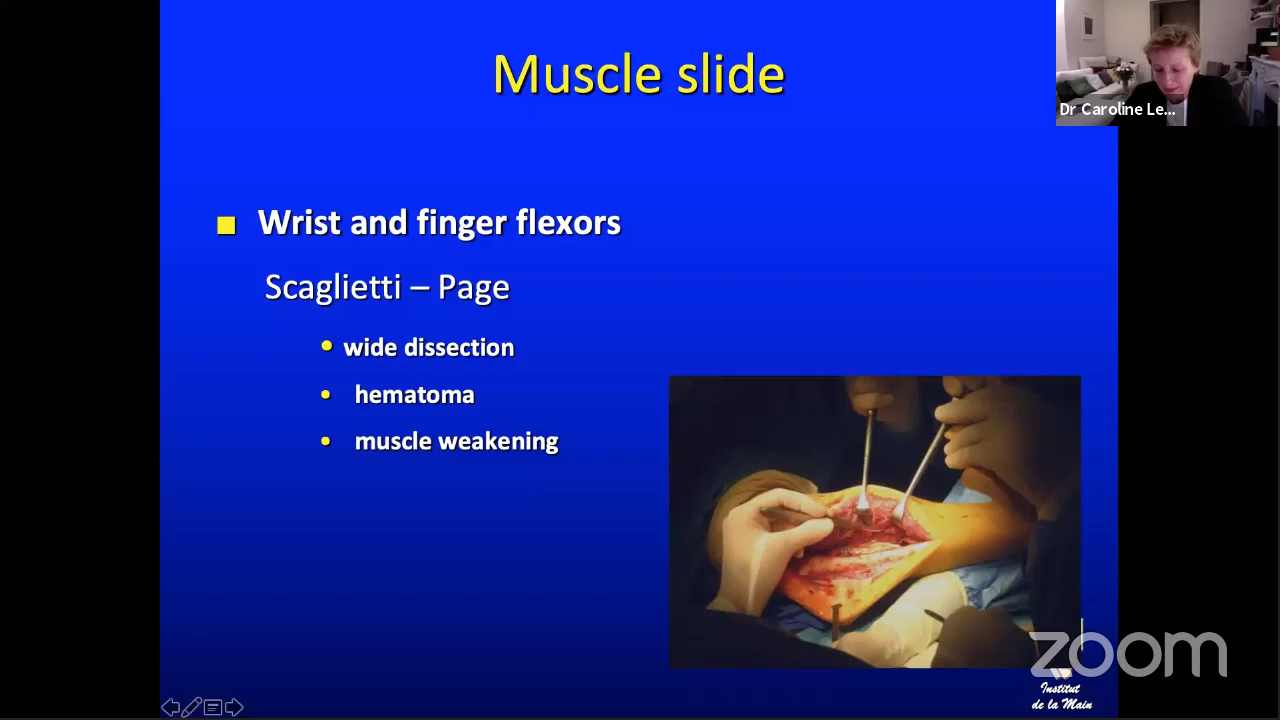 Muscle slide
Dr Caroline Le...
Wrist and finger flexors
Scaglietti – Page
wide dissection
hematoma
muscle weakening
zoom
Institut
de la Main